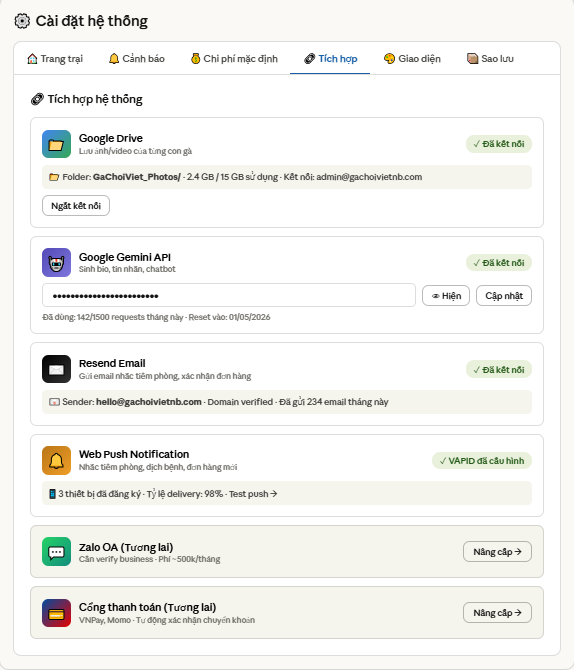 Cài đặt hệ thống
Trang trại
Cảnh báo
Chi phí mặc định
Tích hợp
Giao diện
Sao lưu
Tích hợp hệ thống
Google Drive
Lưu ảnh/video của từng con gà
✓ Đã kết nối
Folder: GaChoiViet_Photos/ · 2.4 GB / 15 GB sử dụng · Kết nối: admin@gachoivietnb.com
Ngắt kết nối
Google Gemini API
Sinh bio, tin nhắn, chatbot
✓ Đã kết nối
••••••••••••••••••••••••
Hiện
Cập nhật
Đã dùng: 142/1500 requests tháng này · Reset vào: 01/05/2026
Resend Email
Gửi email nhắc tiêm phòng, xác nhận đơn hàng
✓ Đã kết nối
Sender: hello@gachoivietnb.com · Domain verified · Đã gửi 234 email tháng này
Web Push Notification
Nhắc tiêm phòng, dịch bệnh, đơn hàng mới
✓ VAPID đã cấu hình
3 thiết bị đã đăng ký · Tỷ lệ delivery: 98% · Test push →
Zalo OA (Tương lai)
Cần verify business · Phí ~500k/tháng
Nâng cấp →
Cổng thanh toán (Tương lai)
VNPay, Momo · Tự động xác nhận chuyển khoản
Nâng cấp →